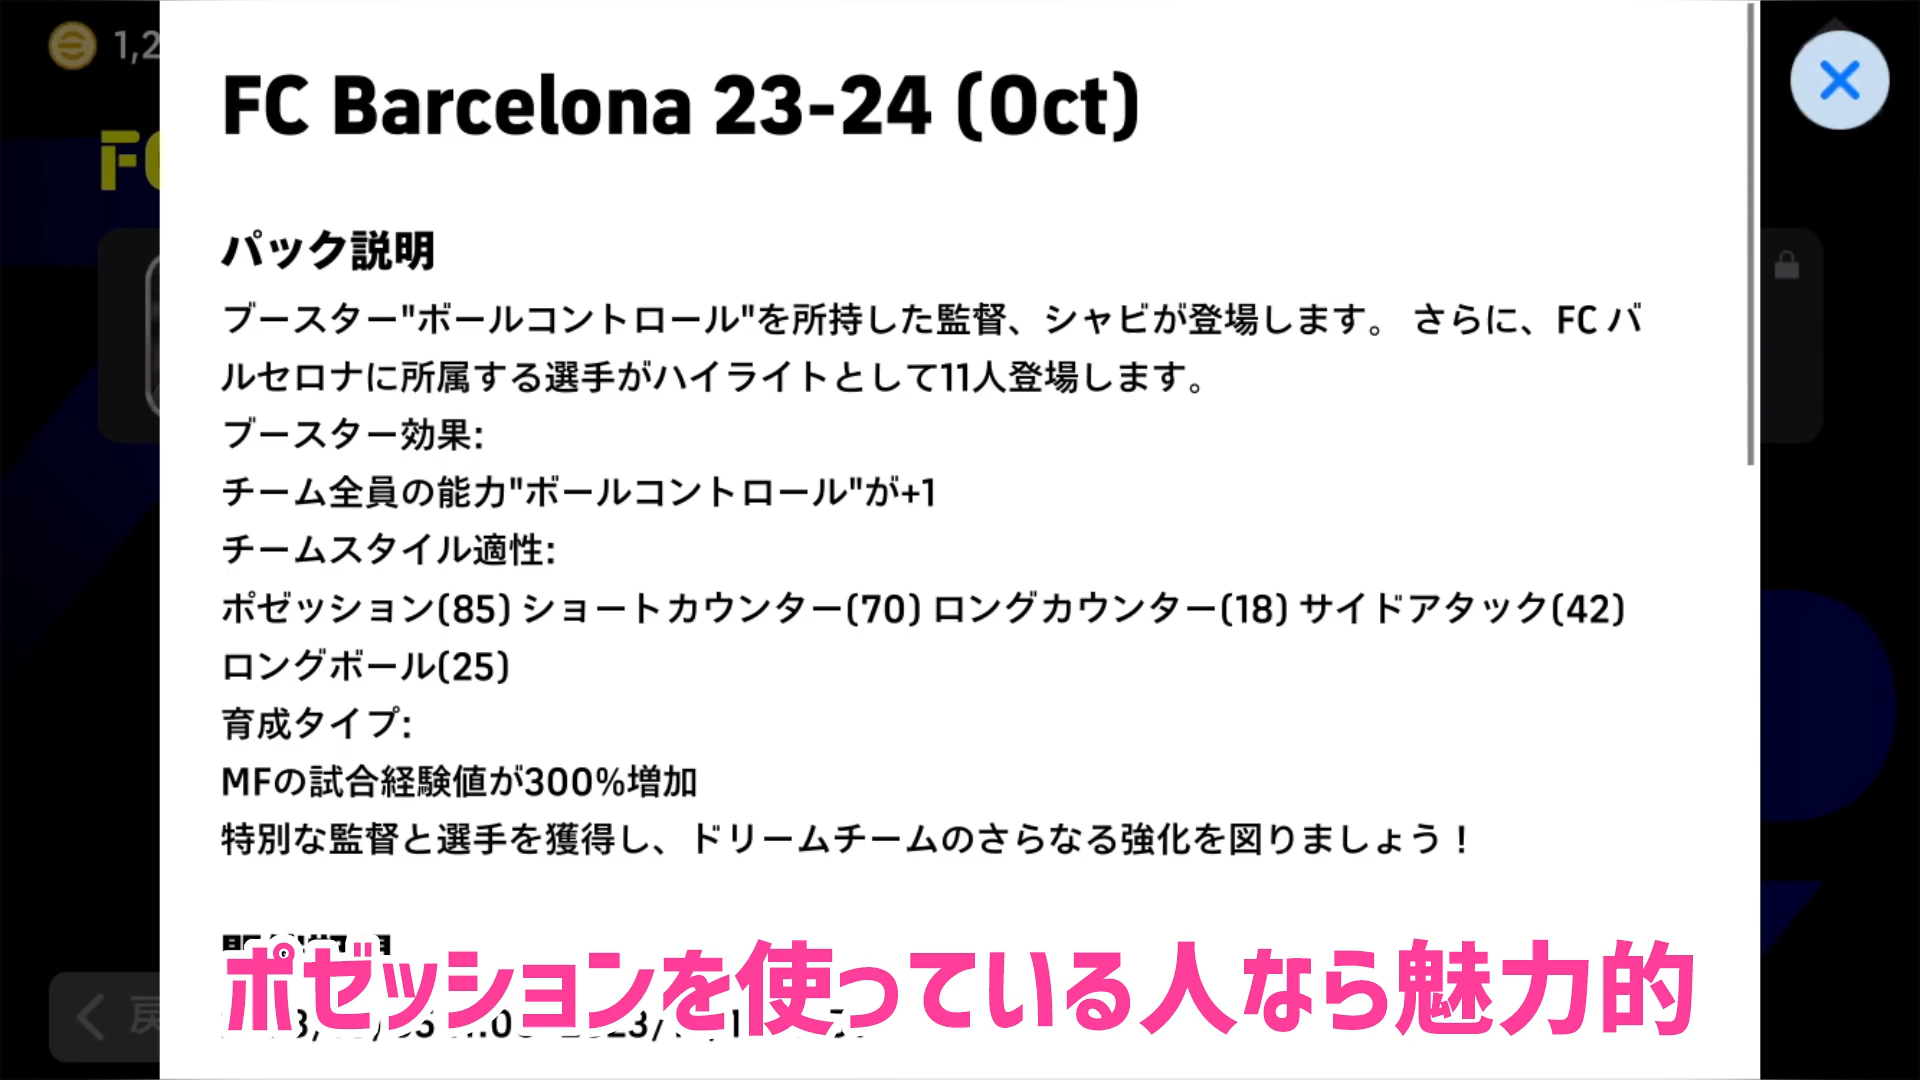 1,2
FC Barcelona 23-24 (Oct)
パック説明
ブースター"ボールコントロール"を所持した監督、シャビが登場します。 さらに、FC バ
ルセロナに所属する選手がハイライトとして11人登場します。
ブースター効果:
チーム全員の能力"ボールコントロール"が+1
チームスタイル適性:
ポゼッション(85) ショートカウンター(70) ロングカウンター(18) サイドアタック(42)
ロングボール(25)
育成タイプ:
MFの試合経験値が300%増加
特別な監督と選手を獲得し、ドリームチームのさらなる強化を図りましょう！
ポゼッションを使っている人なら魅力的